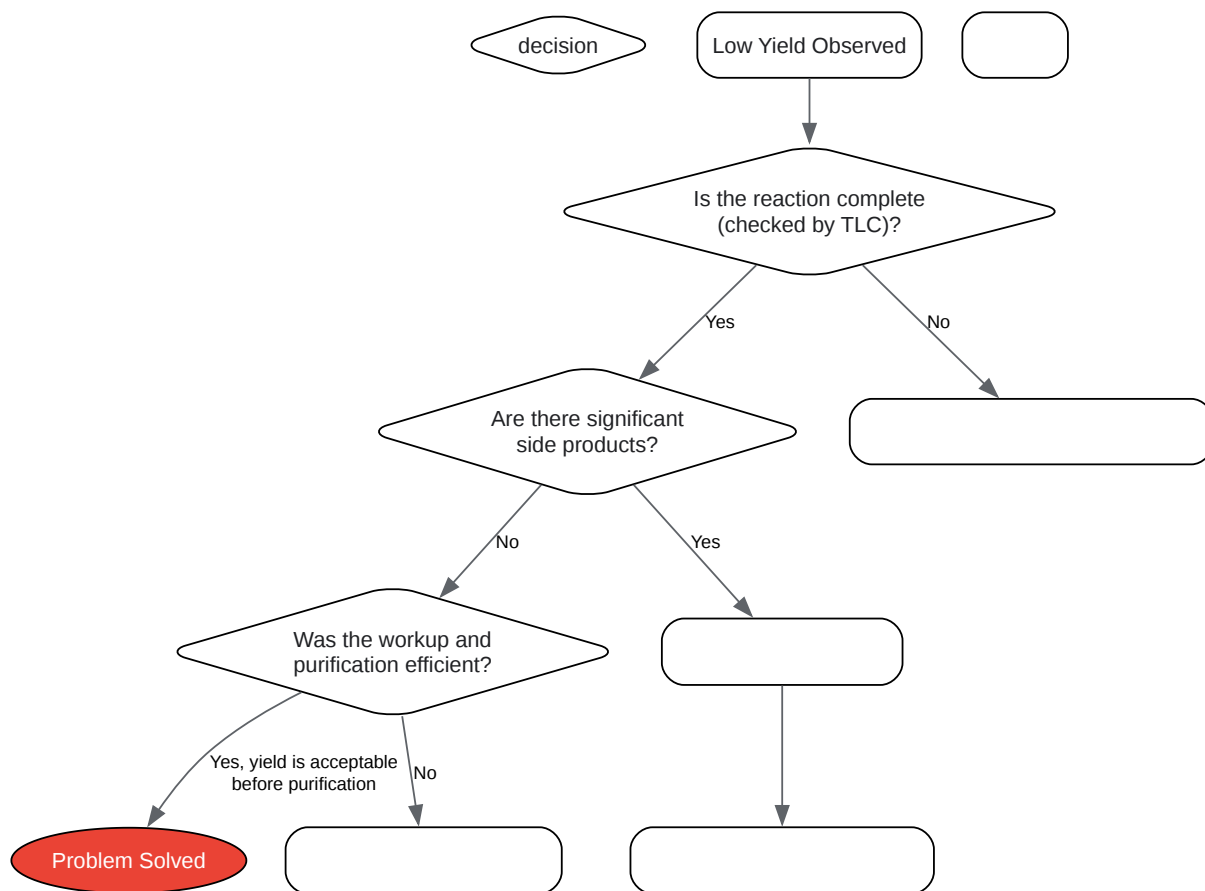 decision
Low Yield Observed
Is the reaction complete
(checked by TLC)?
Yes
No
Are there significant
side products?
No
Yes
Was the workup and
purification efficient?
Yes, yield is acceptable
before purification
No
Problem Solved